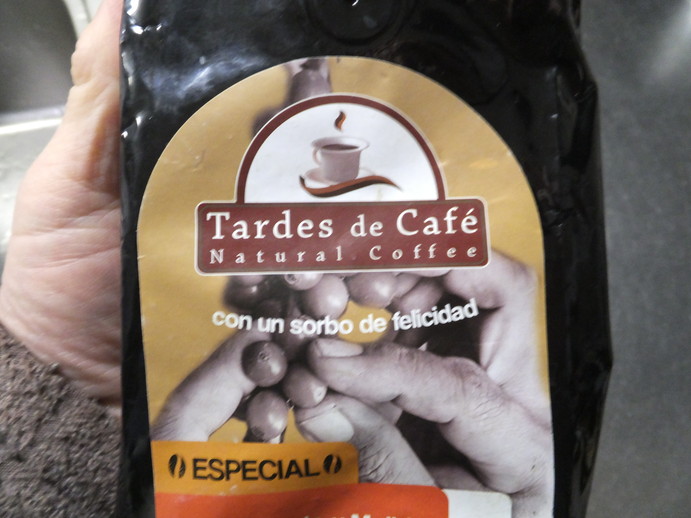 Tardes de Café
Natural Coffee
con un sorbo de felicidad
ESPECIAL